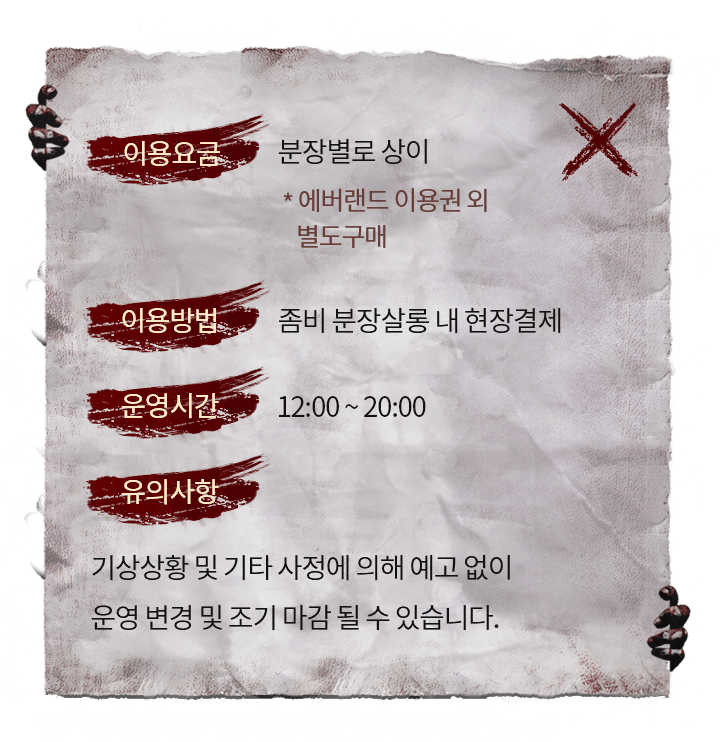 이용요금 분장별로 상이
* 에버랜드 이용권 외
별도구매
이용방법 좀비 분장살롱 내 현장결제
운영시간 12:00 ~ 20:00
유의사항
기상상황 및 기타 사정에 의해 예고 없이
운영 변경 및 조기 마감 될 수 있습니다.